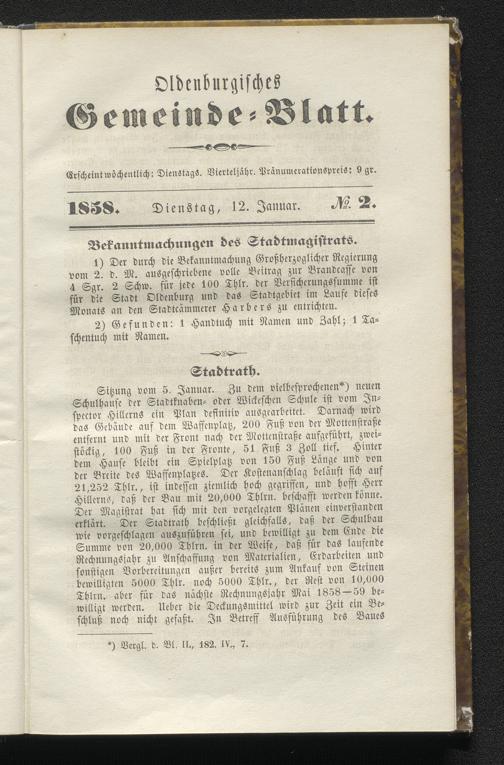 Oldenburgisches
Gemeinde-Blatt.
Erscheint wöchentlich: Dienstags. Vierteljähr. Pränumerationspreis: 9 gr.
1858. Dienstag, 12. Januar. № 2.
Bekanntmachungen des Stadtmagistrats.
1) Der durch die Bekanntmachung Großherzoglicher Regierung
vom 2. d. M. ausgeschriebene volle Beitrag zur Brandcasse von
4 Sgr. 2 Schw. für jede 100 Thlr. der Versicherungssumme ist
für die Stadt Oldenburg und das Stadtgebiet im Laufe dieses
Monats an den Stadtcämmerer Harbers zu entrichten.
2) Gefunden: 1 Handtuch mit Namen und Zahl; 1 Ta-
schentuch mit Namen.
Stadtrath.
Sitzung vom 5. Januar. Zu dem vielbesprochenen*) neuen
Schulhause der Stadtknaben- oder Wickeschen Schule ist vom In-
spector Hillerns ein Plan definitiv ausgearbeitet. Darnach wird
das Gebäude auf dem Waffenplatz, 200 Fuß von der Mottenstraße
entfernt und mit der Front nach der Mottenstraße aufgeführt, zwei-
stöckig, 100 Fuß in der Fronte, 51 Fuß 3 Zoll tief. Hinter
dem Hause bleibt ein Spielplatz von 150 Fuß Länge und von
der Breite des Waffenplatzes. Der Kostenanschlag beläuft sich auf
21,252 Thlr., ist indessen ziemlich hoch gegriffen, und hofft Herr
Hillerns, daß der Bau mit 20,000 Thlrn. beschafft werden könne.
Der Magistrat hat sich mit den vorgelegten Plänen einverstanden
erklärt. Der Stadtrath beschließt gleichfalls, daß der Schulbau
wie vorgeschlagen auszuführen sei, und bewilligt zu dem Ende die
Summe von 20,000 Thlrn. in der Weise, daß für das laufende
Rechnungsjahr zu Anschaffung von Materialien, Erdarbeiten und
sonstigen Vorbereitungen außer bereits zum Ankauf von Steinen
bewilligten 5000 Thlr. noch 5000 Thlr., der Rest von 10,000
Thlrn. aber für das nächste Rechnungsjahr Mai 1858—59 be-
willigt werden. Ueber die Deckungsmittel wird zur Zeit ein Be-
schluß noch nicht gefaßt. In Betreff Ausführung des Baues
*) Vergl. d. Bl. II., 182. IV., 7.